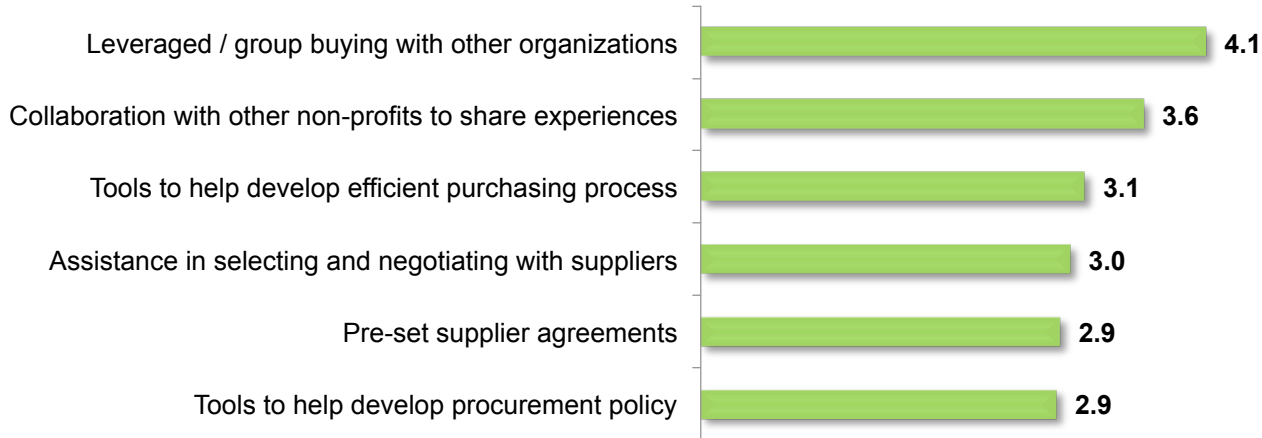 Leveraged / group buying with other organizations 4.1
Collaboration with other non-profits to share experiences 3.6
Tools to help develop efficient purchasing process 3.1
Assistance in selecting and negotiating with suppliers 3.0
Pre-set supplier agreements 2.9
Tools to help develop procurement policy 2.9